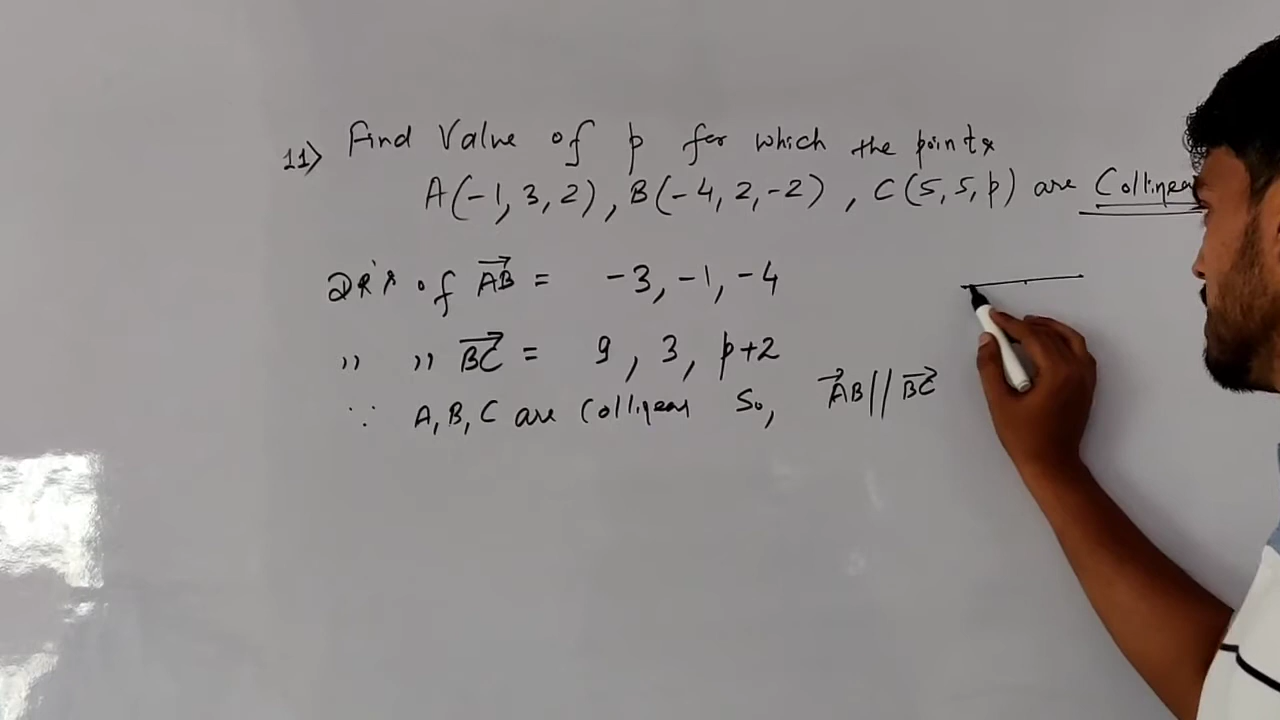 11) Find Value of p for which the points
A(-1, 3, 2), B(-4, 2, -2), C(5, 5, p) are Collinear
DR's of AB⃗ = -3, -1, -4
,, ,, BC⃗ = 9, 3, p+2
∵ A, B, C are Collinear So, AB⃗ || BC⃗